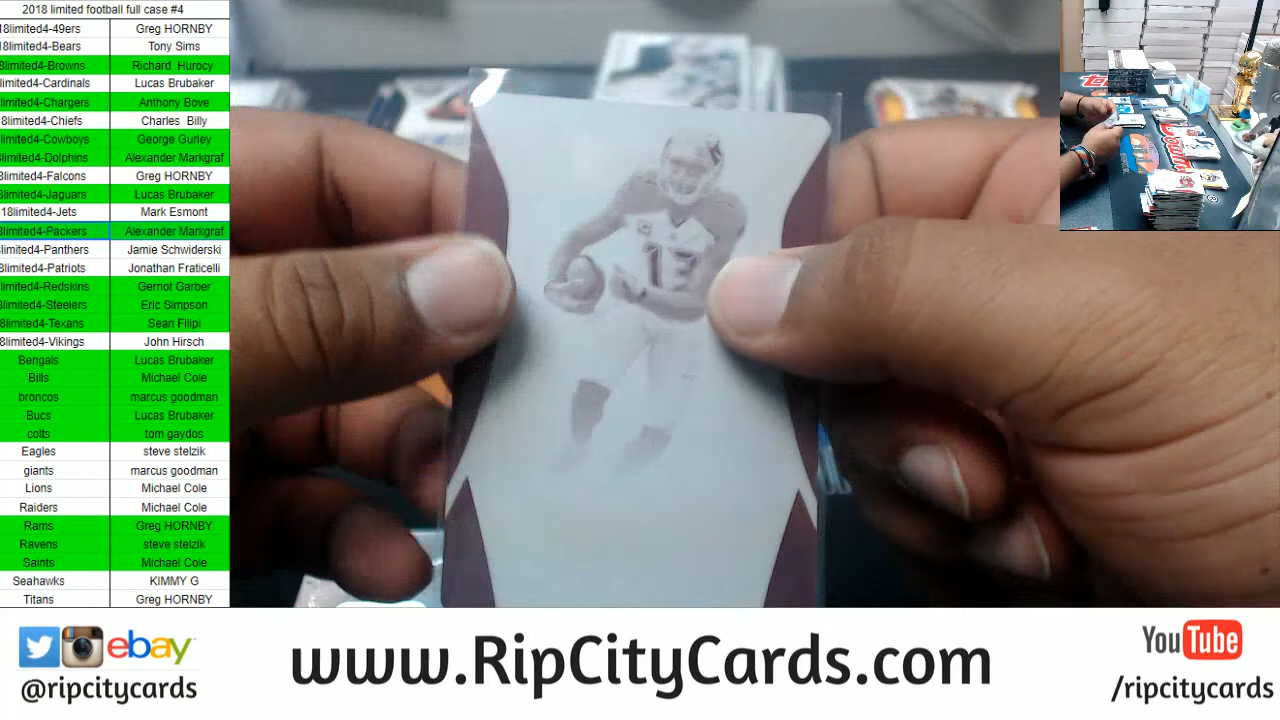 2018 limited football full case #4
18limited4-49ers Greg HORNBY
8limited4-Bears Tony Sims
8limited4-Browns Richard Hurocy
limited4-Cardinals Lucas Brubaker
limited4-Chargers Anthony Bove
8limited4-Chiefs Charles Billy
limited4-Cowboys George Gurley
limited4-Dolphins Alexander Markgraf
8limited4-Falcons Greg HORNBY
8limited4-Jaguars Lucas Brubaker
18limited4-Jets Mark Esmont
8limited4-Packers Alexander Markgraf
limited4-Panthers Jamie Schwiderski
8limited4-Patriots Jonathan Fraticelli
limited4-Redskins Gernot Garber
8limited4-Steelers Eric Simpson
8limited4-Texans Sean Filipi
8limited4-Vikings John Hirsch
Bengals Lucas Brubaker
Bills Michael Cole
broncos marcus goodman
Bucs Lucas Brubaker
colts tom gaydos
Eagles steve stelzik
giants marcus goodman
Lions Michael Cole
Raiders Michael Cole
Rams Greg HORNBY
Ravens steve stelzik
Saints Michael Cole
Seahawks KIMMY G
Titans Greg HORNBY
13
ebay
@ripcitycards
www.RipCityCards.com
YouTube
/ripcitycards